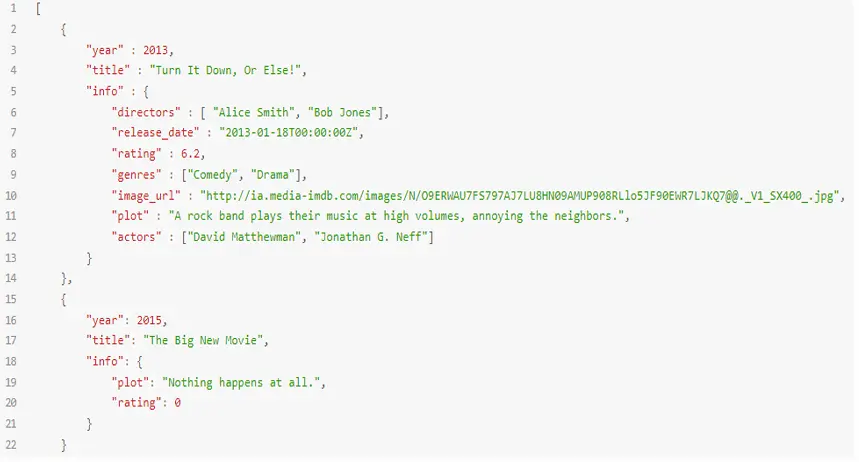 1 [
2 {
3 "year" : 2013,
4 "title" : "Turn It Down, Or Else!",
5 "info" : {
6 "directors" : [ "Alice Smith", "Bob Jones"],
7 "release_date" : "2013-01-18T00:00:00Z",
8 "rating" : 6.2,
9 "genres" : ["Comedy", "Drama"],
10 "image_url" : "http://ia.media-imdb.com/images/N/O9ERWAU7FS797AJ7LU8HN09AMUP908RLlo5JF90EWR7LJKQ7@@._V1_SX400_.jpg",
11 "plot" : "A rock band plays their music at high volumes, annoying the neighbors.",
12 "actors" : ["David Matthewman", "Jonathan G. Neff"]
13 }
14 },
15 {
16 "year": 2015,
17 "title": "The Big New Movie",
18 "info": {
19 "plot": "Nothing happens at all.",
20 "rating": 0
21 }
22 }